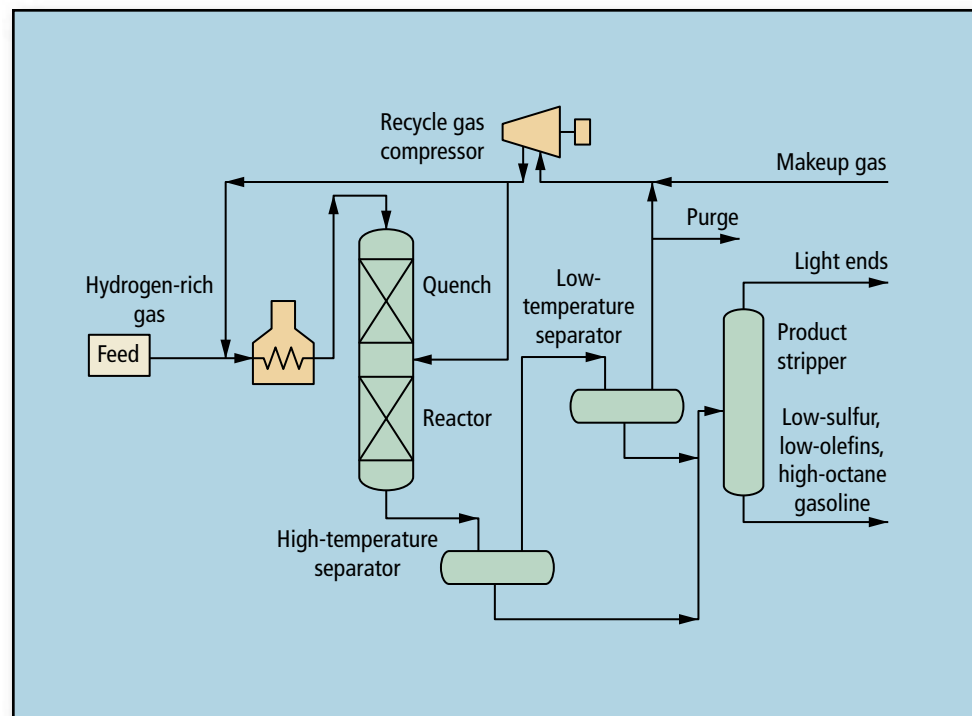 Recycle gas
compressor
Makeup gas
Purge
Light ends
Hydrogen-rich
gas
Quench
Low-
temperature
separator
Product
stripper
Feed
Reactor
Low-sulfur,
low-olefins,
high-octane
gasoline
High-temperature
separator